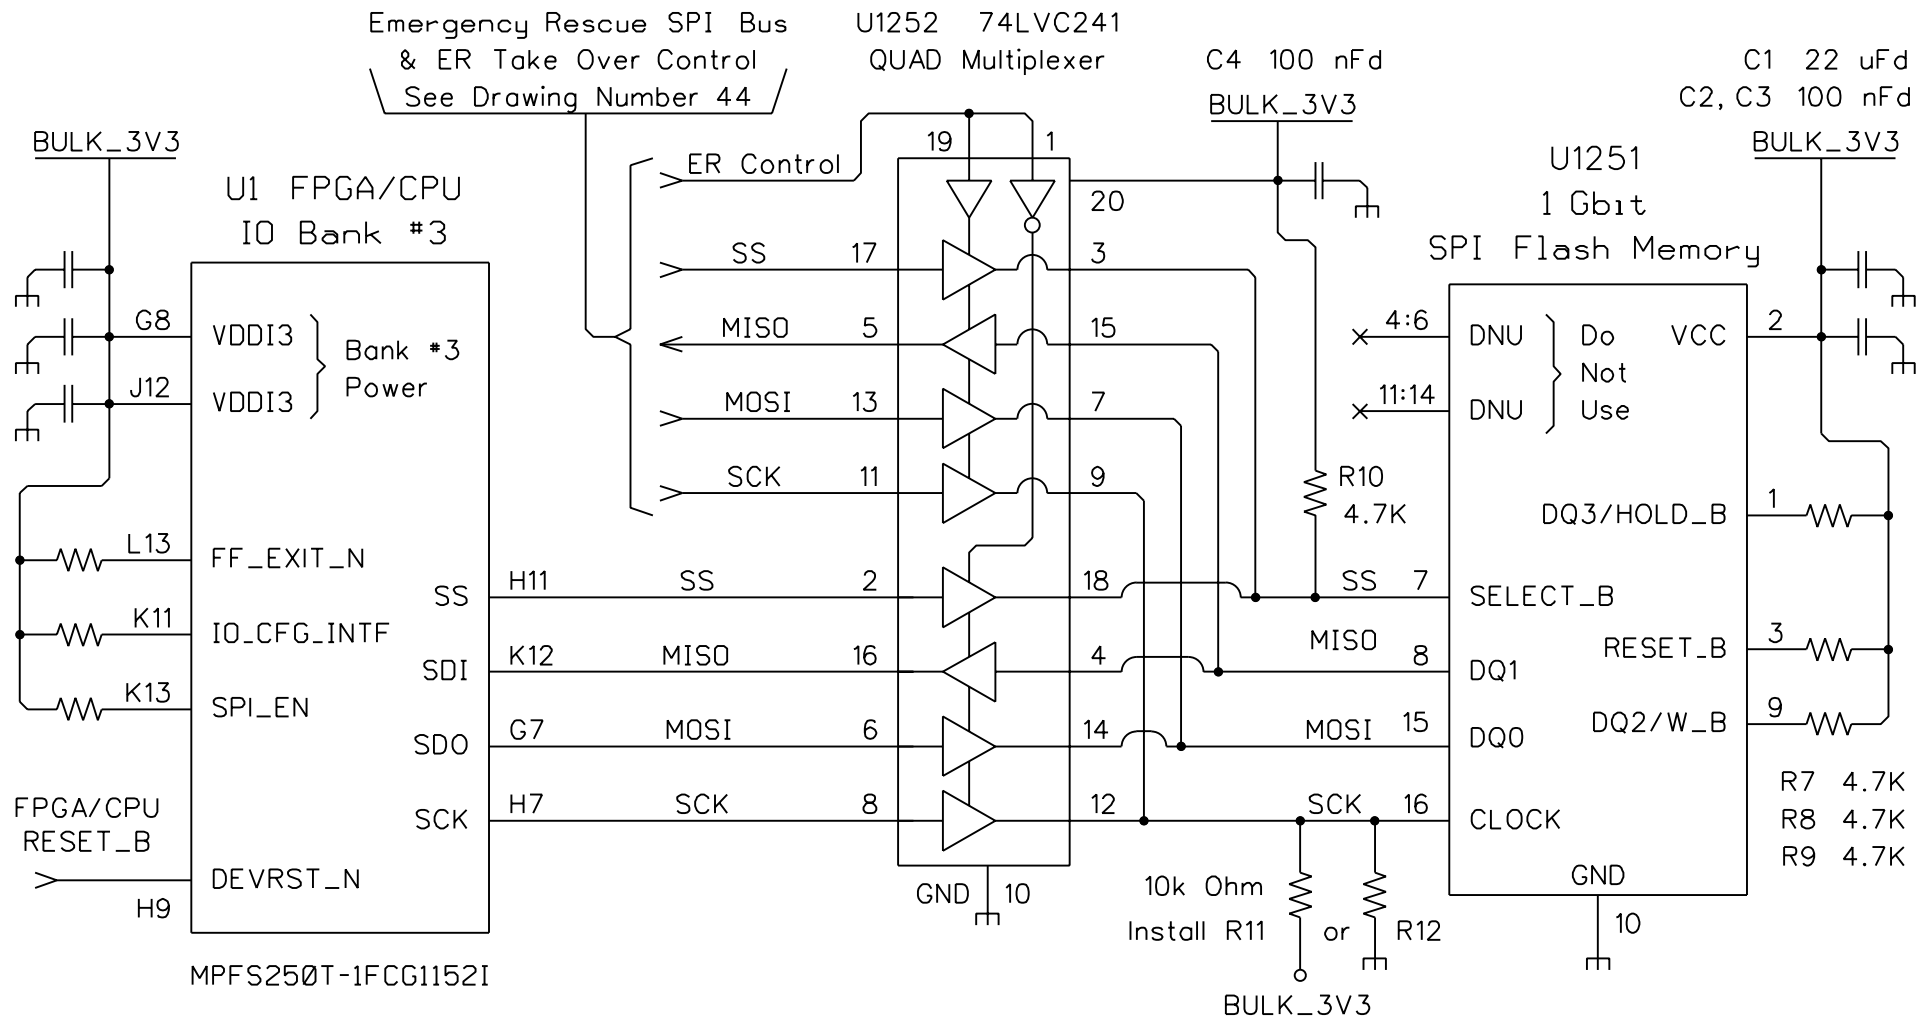 Emergency Rescue SPI Bus
& ER Take Over Control
See Drawing Number 44
U1252 74LVC241
QUAD Multiplexer
C4 100 nFd
BULK_3V3
C1 22 uFd
C2, C3 100 nFd
BULK_3V3
BULK_3V3
U1 FPGA/CPU
IO Bank #3
G8
VDDI3
J12
VDDI3
Bank #3
Power
L13
FF_EXIT_N
K11
IO_CFG_INTF
K13
SPI_EN
FPGA/CPU
RESET_B
DEVRST_N
H9
SS
SDI
SDO
SCK
MPFS250T-1FCG1152I
H11 SS 2
K12 MISO 16
G7 MOSI 6
H7 SCK 8
ER Control
19 1
20
SS 17 3
MISO 5 15
MOSI 13 7
SCK 11 9
18
4
14
12
GND 10
R10
4.7K
SS 7
MISO
8
MOSI 15
SCK 16
10k Ohm
Install R11 or R12
BULK_3V3
U1251
1 Gbit
SPI Flash Memory
4:6 DNU
11:14 DNU
Do
Not
Use
VCC 2
DQ3/HOLD_B 1
SELECT_B
RESET_B 3
DQ1
DQ2/W_B 9
DQ0
CLOCK
GND
10
R7 4.7K
R8 4.7K
R9 4.7K